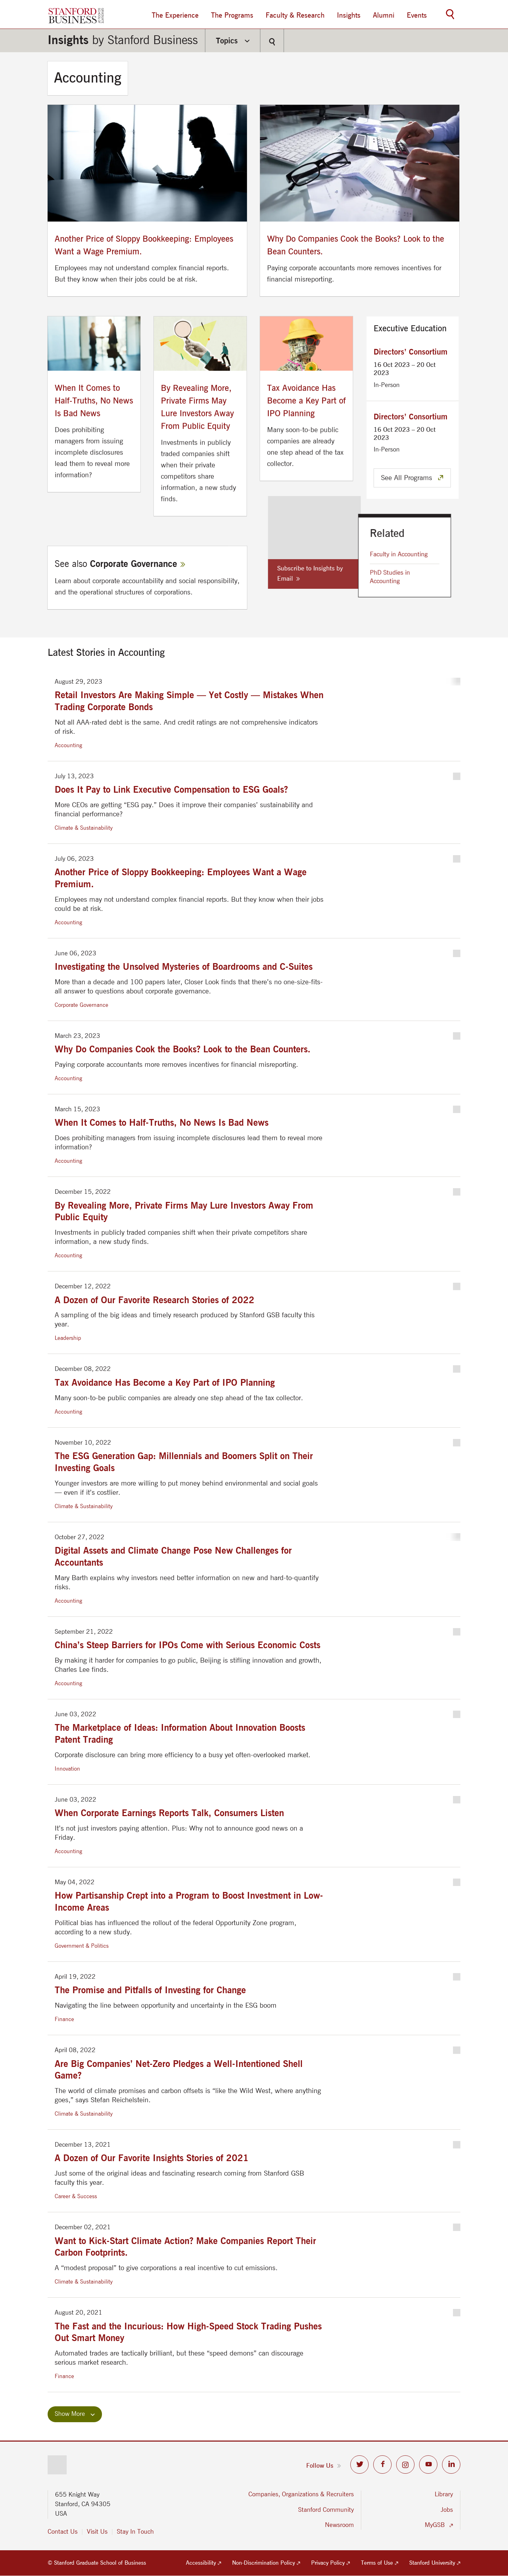 STANFORD
BUSINESS
The Experience
The Programs
Faculty & Research
Insights
Alumni
Events
Insights by Stanford Business
Topics
Accounting
Another Price of Sloppy Bookkeeping: Employees
Want a Wage Premium.
Employees may not understand complex financial reports.
But they know when their jobs could be at risk.
Why Do Companies Cook the Books? Look to the
Bean Counters.
Paying corporate accountants more removes incentives for
financial misreporting.
When It Comes to
Half-Truths, No News
Is Bad News
Does prohibiting
managers from issuing
incomplete disclosures
lead them to reveal more
information?
By Revealing More,
Private Firms May
Lure Investors Away
From Public Equity
Investments in publicly
traded companies shift
when their private
competitors share
information, a new study
finds.
Tax Avoidance Has
Become a Key Part of
IPO Planning
Many soon-to-be public
companies are already
one step ahead of the tax
collector.
Executive Education
Directors' Consortium
16 Oct 2023 – 20 Oct
2023
In-Person
Directors' Consortium
16 Oct 2023 – 20 Oct
2023
In-Person
See All Programs
See also Corporate Governance »
Learn about corporate accountability and social responsibility,
and the operational structures of corporations.
Subscribe to Insights by
Email »
Related
Faculty in Accounting
PhD Studies in
Accounting
Latest Stories in Accounting
August 29, 2023
Retail Investors Are Making Simple — Yet Costly — Mistakes When
Trading Corporate Bonds
Not all AAA-rated debt is the same. And credit ratings are not comprehensive indicators
of risk.
Accounting
July 13, 2023
Does It Pay to Link Executive Compensation to ESG Goals?
More CEOs are getting “ESG pay.” Does it improve their companies’ sustainability and
financial performance?
Climate & Sustainability
July 06, 2023
Another Price of Sloppy Bookkeeping: Employees Want a Wage
Premium.
Employees may not understand complex financial reports. But they know when their jobs
could be at risk.
Accounting
June 06, 2023
Investigating the Unsolved Mysteries of Boardrooms and C-Suites
More than a decade and 100 papers later, Closer Look finds that there’s no one-size-fits-
all answer to questions about corporate governance.
Corporate Governance
March 23, 2023
Why Do Companies Cook the Books? Look to the Bean Counters.
Paying corporate accountants more removes incentives for financial misreporting.
Accounting
March 15, 2023
When It Comes to Half-Truths, No News Is Bad News
Does prohibiting managers from issuing incomplete disclosures lead them to reveal more
information?
Accounting
December 15, 2022
By Revealing More, Private Firms May Lure Investors Away From
Public Equity
Investments in publicly traded companies shift when their private competitors share
information, a new study finds.
Accounting
December 12, 2022
A Dozen of Our Favorite Research Stories of 2022
A sampling of the big ideas and timely research produced by Stanford GSB faculty this
year.
Leadership
December 08, 2022
Tax Avoidance Has Become a Key Part of IPO Planning
Many soon-to-be public companies are already one step ahead of the tax collector.
Accounting
November 10, 2022
The ESG Generation Gap: Millennials and Boomers Split on Their
Investing Goals
Younger investors are more willing to put money behind environmental and social goals
— even if it’s costlier.
Climate & Sustainability
October 27, 2022
Digital Assets and Climate Change Pose New Challenges for
Accountants
Mary Barth explains why investors need better information on new and hard-to-quantify
risks.
Accounting
September 21, 2022
China’s Steep Barriers for IPOs Come with Serious Economic Costs
By making it harder for companies to go public, Beijing is stifling innovation and growth,
Charles Lee finds.
Accounting
June 03, 2022
The Marketplace of Ideas: Information About Innovation Boosts
Patent Trading
Corporate disclosure can bring more efficiency to a busy yet often-overlooked market.
Innovation
June 03, 2022
When Corporate Earnings Reports Talk, Consumers Listen
It’s not just investors paying attention. Plus: Why not to announce good news on a
Friday.
Accounting
May 04, 2022
How Partisanship Crept into a Program to Boost Investment in Low-
Income Areas
Political bias has influenced the rollout of the federal Opportunity Zone program,
according to a new study.
Government & Politics
April 19, 2022
The Promise and Pitfalls of Investing for Change
Navigating the line between opportunity and uncertainty in the ESG boom
Finance
April 08, 2022
Are Big Companies’ Net-Zero Pledges a Well-Intentioned Shell
Game?
The world of climate promises and carbon offsets is “like the Wild West, where anything
goes,” says Stefan Reichelstein.
Climate & Sustainability
December 13, 2021
A Dozen of Our Favorite Insights Stories of 2021
Just some of the original ideas and fascinating research coming from Stanford GSB
faculty this year.
Career & Success
December 02, 2021
Want to Kick-Start Climate Action? Make Companies Report Their
Carbon Footprints.
A “modest proposal” to give corporations a real incentive to cut emissions.
Climate & Sustainability
August 20, 2021
The Fast and the Incurious: How High-Speed Stock Trading Pushes
Out Smart Money
Automated trades are tactically brilliant, but these “speed demons” can discourage
serious market research.
Finance
Show More
Follow Us »
655 Knight Way
Stanford, CA 94305
USA
Contact Us
Visit Us
Stay In Touch
Companies, Organizations & Recruiters
Stanford Community
Newsroom
Library
Jobs
MyGSB
© Stanford Graduate School of Business
Accessibility
Non-Discrimination Policy
Privacy Policy
Terms of Use
Stanford University